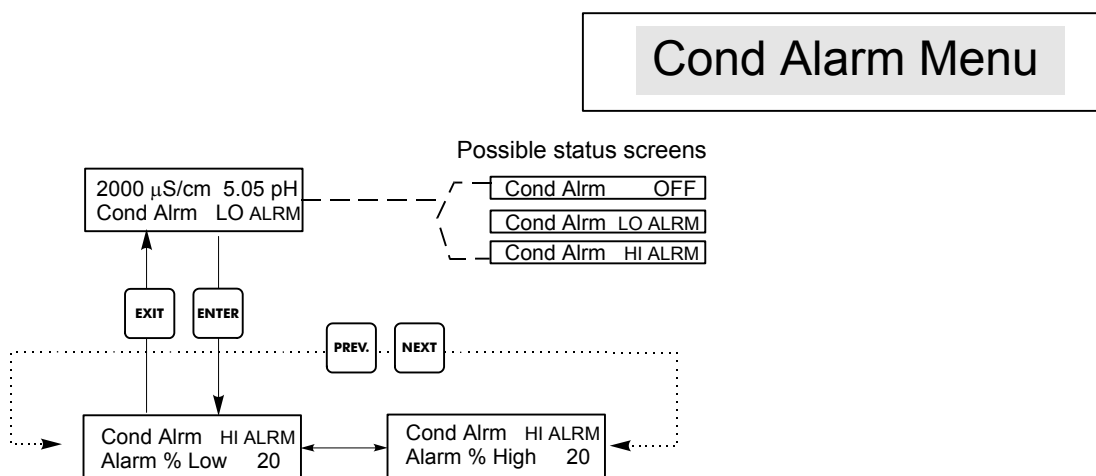 Cond Alarm Menu
Possible status screens
2000 µS/cm 5.05 pH
Cond Alrm LO ALRM
Cond Alrm OFF
Cond Alrm LO ALRM
Cond Alrm HI ALRM
EXIT
ENTER
PREV.
NEXT
Cond Alrm HI ALRM
Alarm % Low 20
Cond Alrm HI ALRM
Alarm % High 20